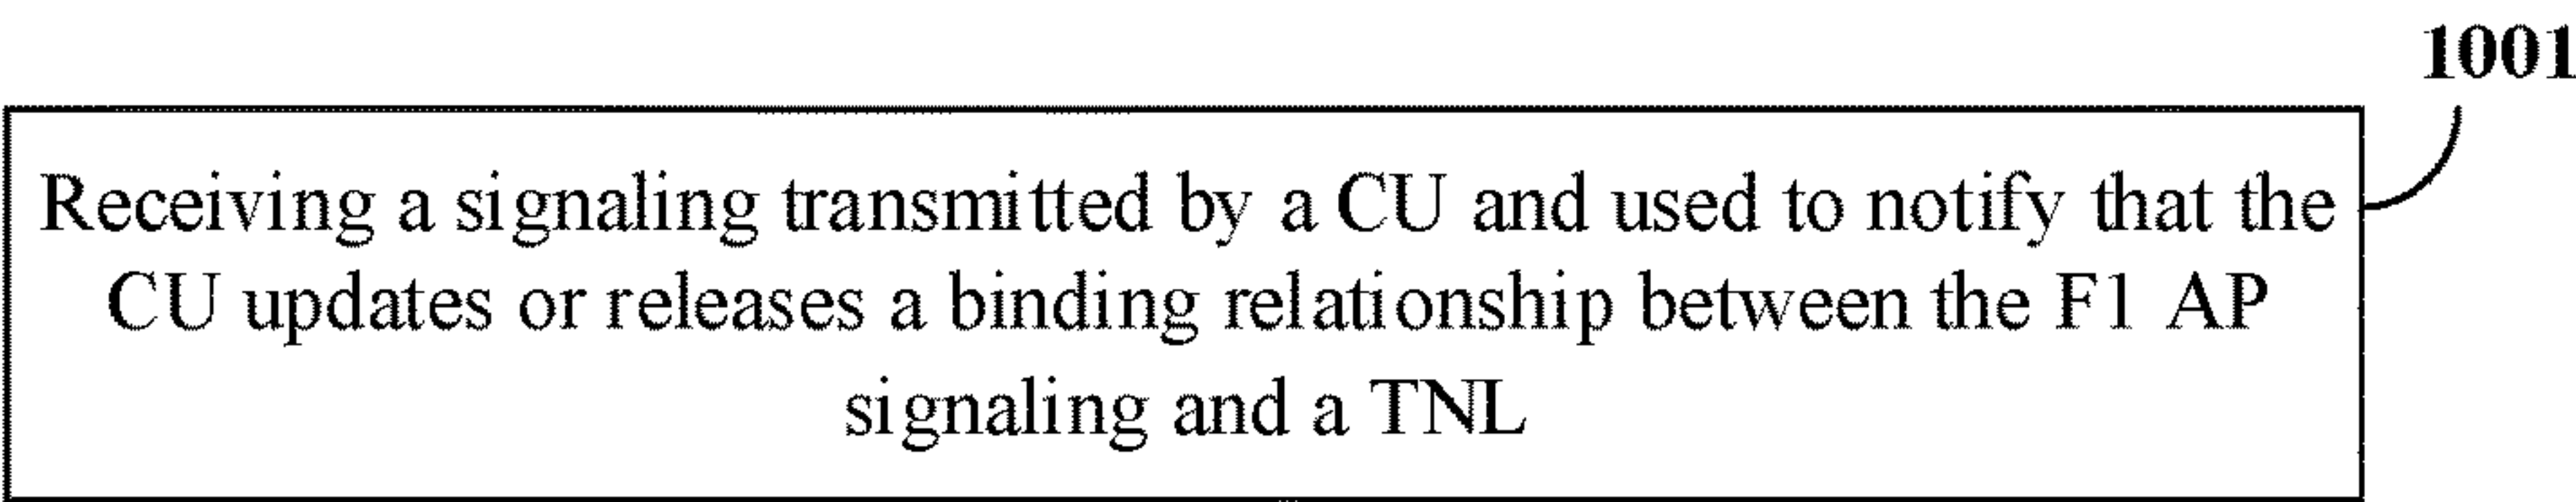 1001
Receiving a signaling transmitted by a CU and used to notify that the
CU updates or releases a binding relationship between the F1 AP
signaling and a TNL